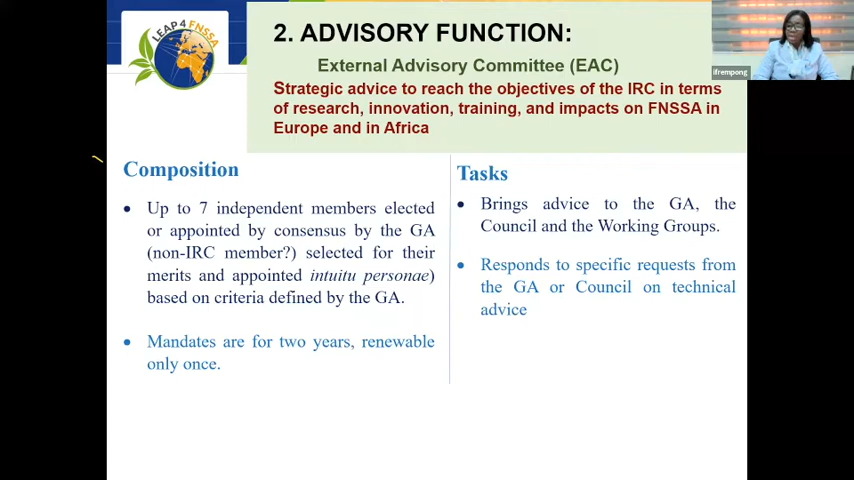 LEAP 4 FNSSA
2. ADVISORY FUNCTION:
External Advisory Committee (EAC)
Strategic advice to reach the objectives of the IRC in terms
of research, innovation, training, and impacts on FNSSA in
Europe and in Africa
ifrempong
Composition
• Up to 7 independent members elected
or appointed by consensus by the GA
(non-IRC member?) selected for their
merits and appointed intuitu personae)
based on criteria defined by the GA.
• Mandates are for two years, renewable
only once.
Tasks
• Brings advice to the GA, the
Council and the Working Groups.
• Responds to specific requests from
the GA or Council on technical
advice